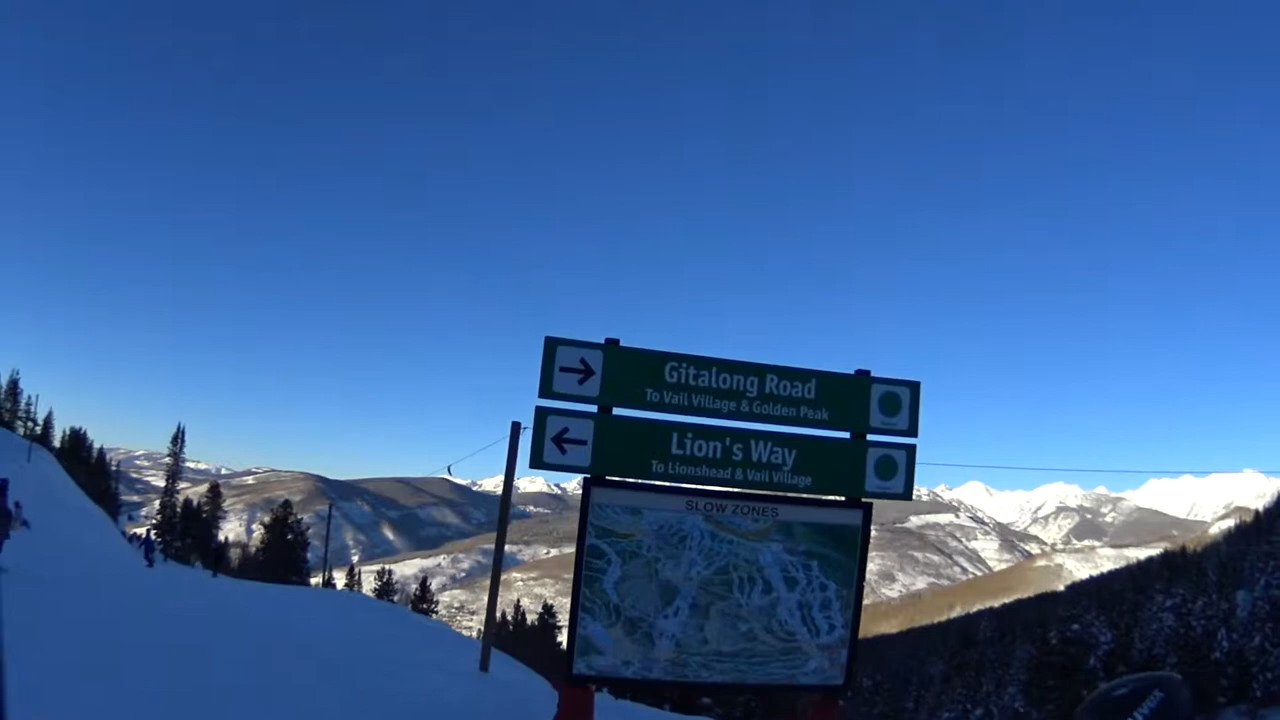 Gitalong Road
To Vail Village & Golden Peak
Lion's Way
To Lionshead & Vail Village
SLOW ZONES